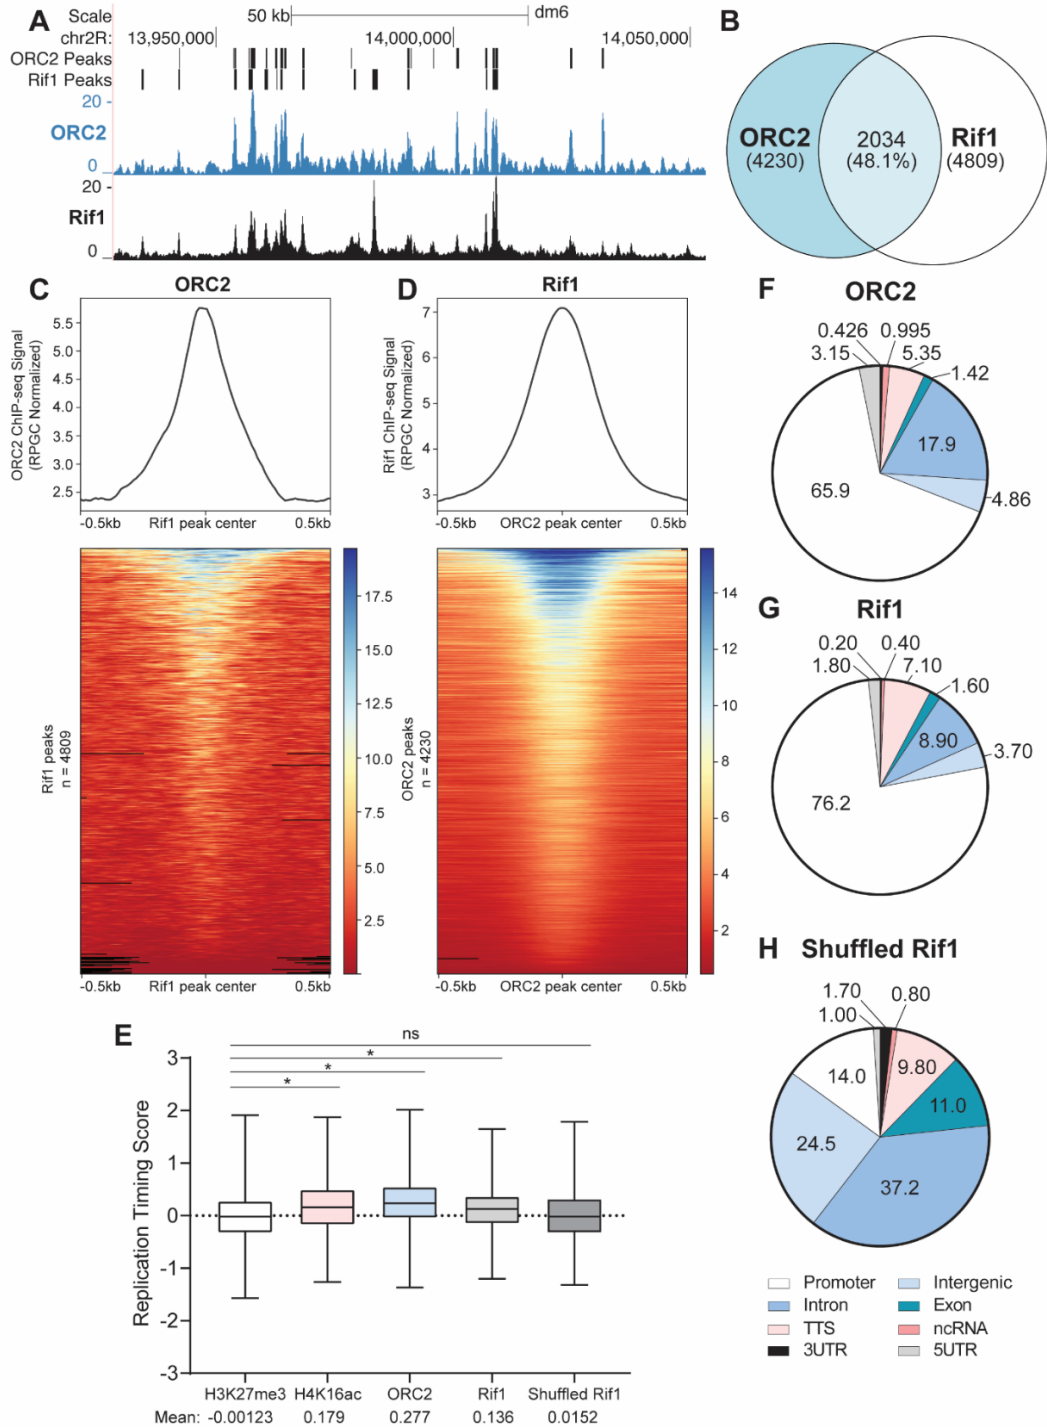 A
Scale 50 kb dm6
chr2R: 13,950,000 14,000,000 14,050,000
ORC2 Peaks
Rif1 Peaks
20
ORC2
0
20
Rif1
0
B
ORC2
(4230)
2034
(48.1%)
Rif1
(4809)
C
ORC2
ORC2 ChIP-seq Signal
(RPGC Normalized)
5.5
5.0
4.5
4.0
3.5
3.0
2.5
-0.5kb Rif1 peak center 0.5kb
Rif1 peaks
n = 4809
17.5
15.0
12.5
10.0
7.5
5.0
2.5
-0.5kb Rif1 peak center 0.5kb
D
Rif1
Rif1 ChIP-seq Signal
(RPGC Normalized)
7
6
5
4
3
-0.5kb ORC2 peak center 0.5kb
ORC2 peaks
n = 4230
14
12
10
8
6
4
2
-0.5kb ORC2 peak center 0.5kb
E
Replication Timing Score
3
2
1
0
-1
-2
-3
ns
*
*
*
H3K27me3 H4K16ac ORC2 Rif1 Shuffled Rif1
Mean: -0.00123 0.179 0.277 0.136 0.0152
F
ORC2
0.426 0.995
3.15 5.35
1.42
17.9
4.86
65.9
G
Rif1
0.20 0.40
1.80 7.10
1.60
8.90
3.70
76.2
H
Shuffled Rif1
1.70 0.80
1.00
9.80
14.0
11.0
24.5
37.2
Promoter Intergenic
Intron Exon
TTS ncRNA
3UTR 5UTR